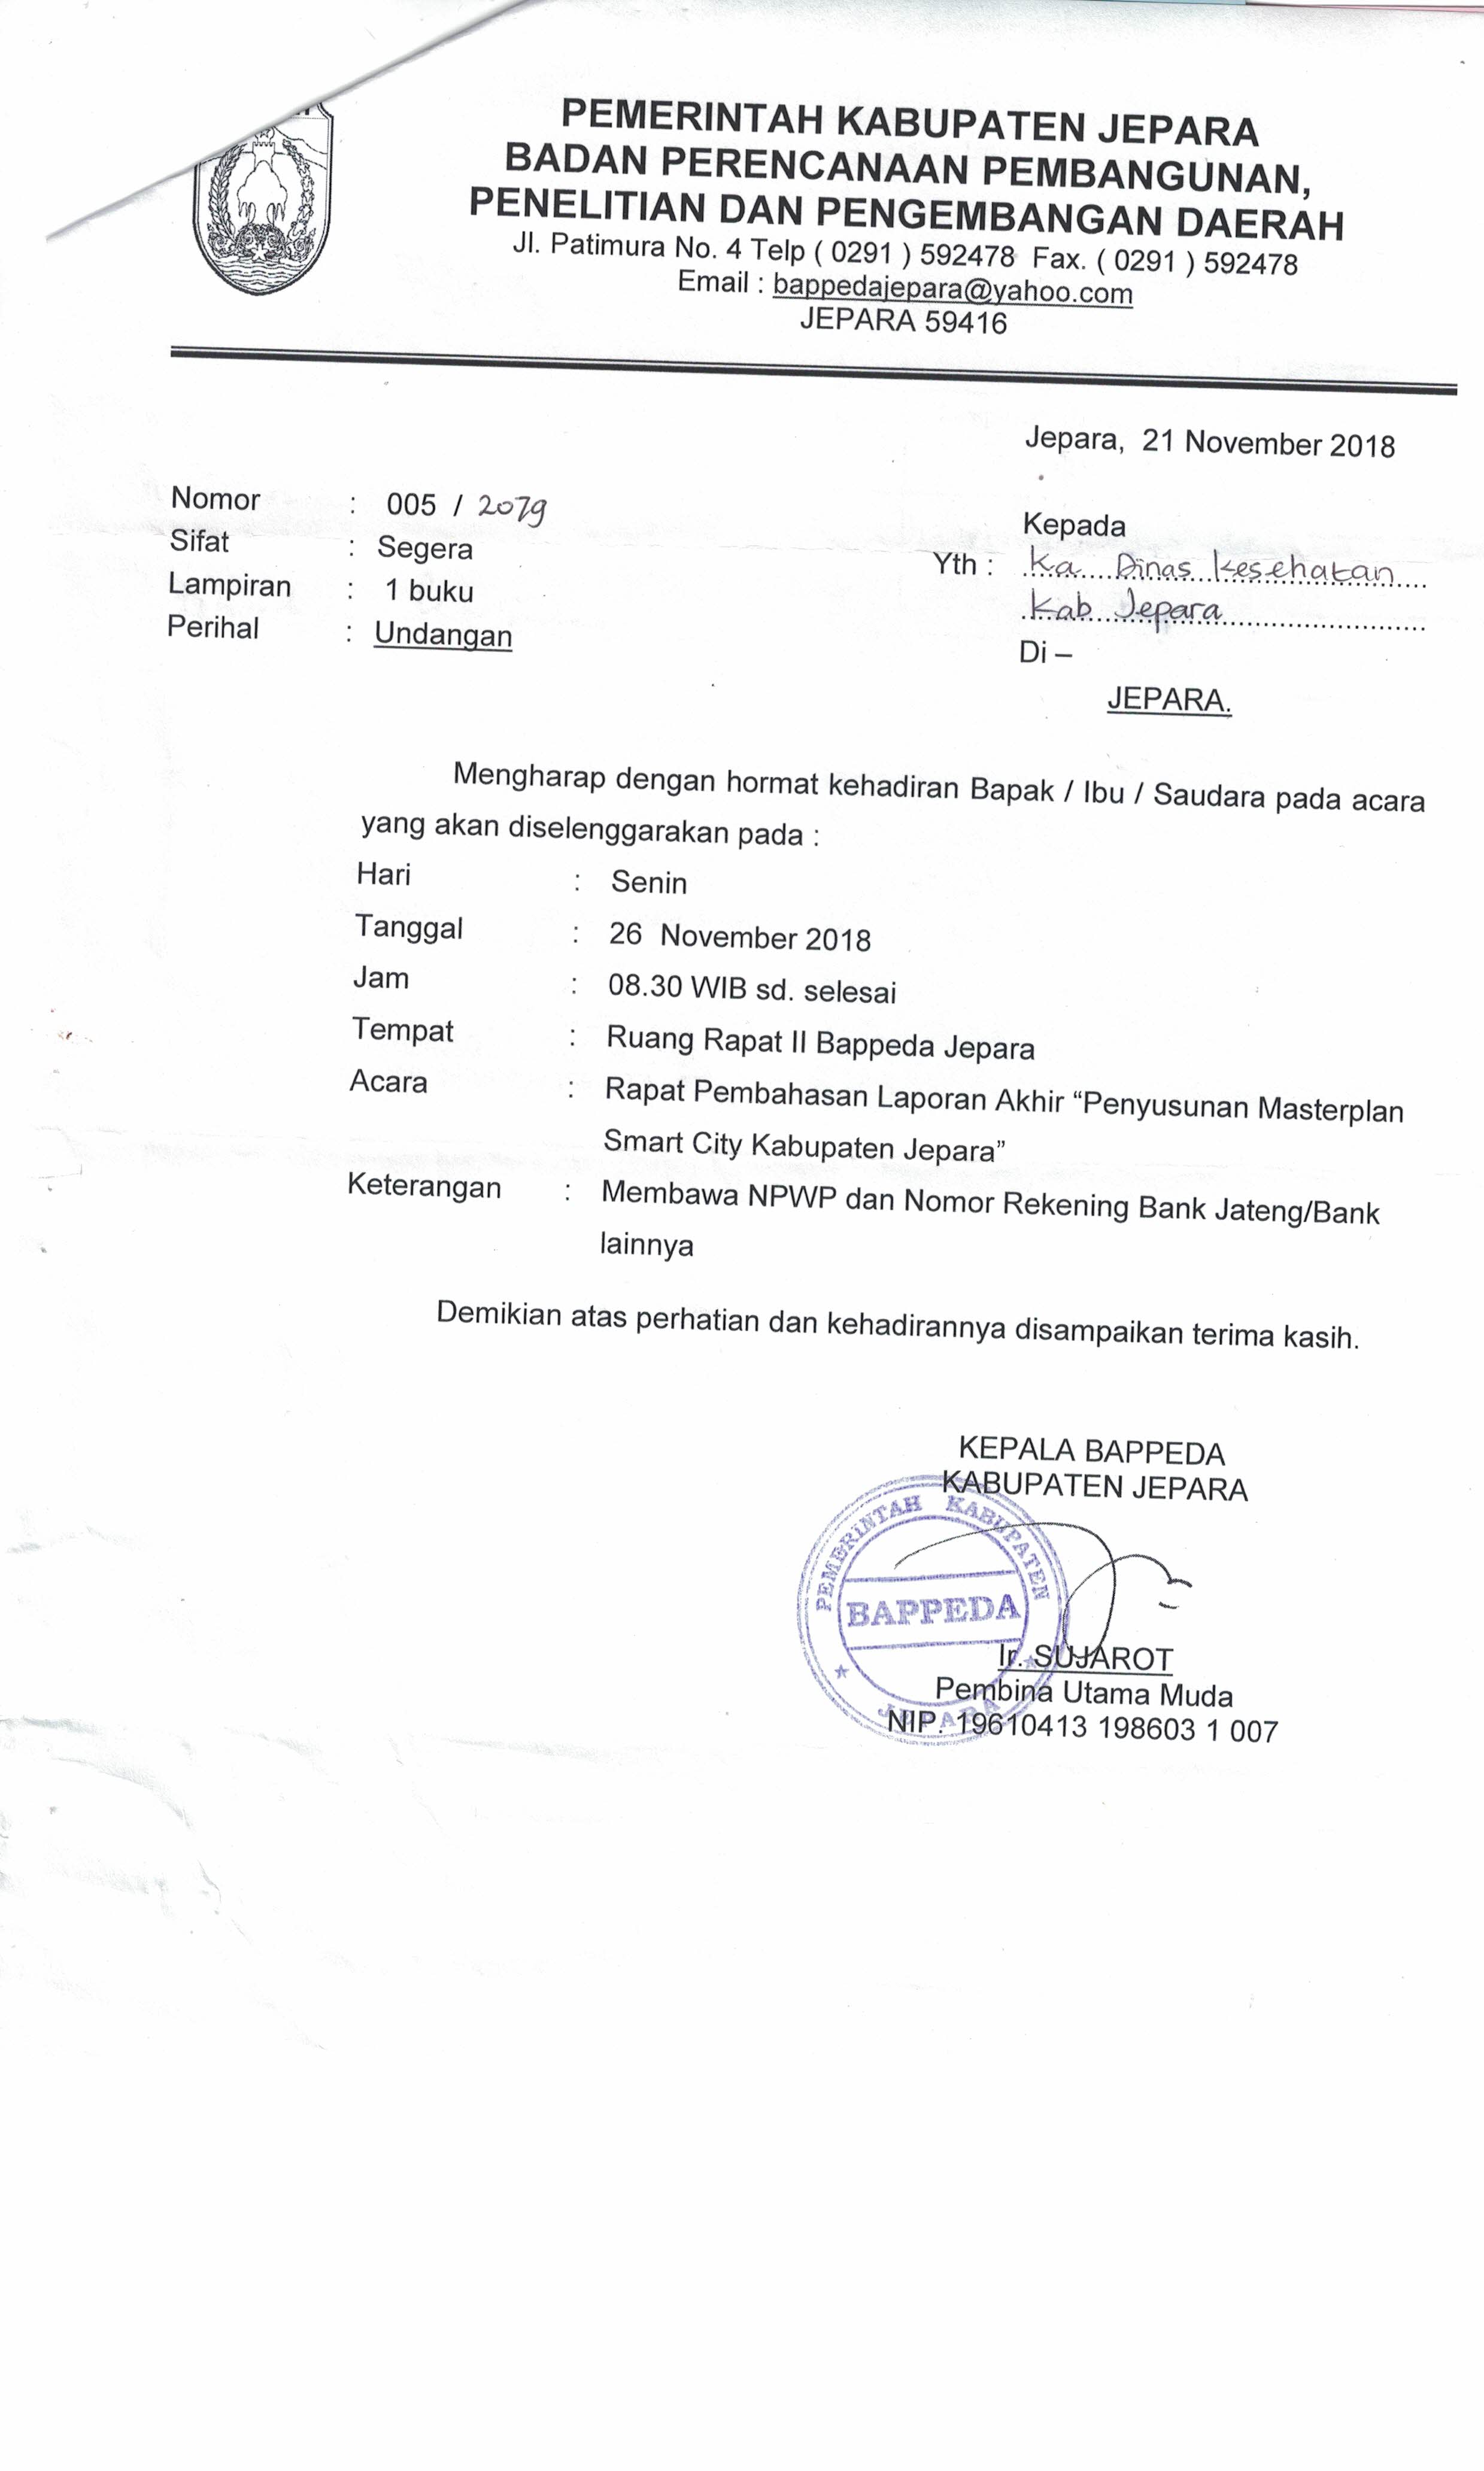 PEMERINTAH KABUPATEN JEPARA
BADAN PERENCANAAN PEMBANGUNAN,
PENELITIAN DAN PENGEMBANGAN DAERAH
Jl. Patimura No. 4 Telp ( 0291 ) 592478 Fax. ( 0291 ) 592478
Email : bappedajepara@yahoo.com
JEPARA 59416
Jepara, 21 November 2018
Nomor : 005 / 2079
Sifat : Segera
Lampiran : 1 buku
Perihal : Undangan
Kepada
Yth : Ka Dinas Kesehatan
Kab Jepara
Di –
JEPARA.
Mengharap dengan hormat kehadiran Bapak / Ibu / Saudara pada acara
yang akan diselenggarakan pada :
Hari : Senin
Tanggal : 26 November 2018
Jam : 08.30 WIB sd. selesai
Tempat : Ruang Rapat II Bappeda Jepara
Acara : Rapat Pembahasan Laporan Akhir “Penyusunan Masterplan
Smart City Kabupaten Jepara”
Keterangan : Membawa NPWP dan Nomor Rekening Bank Jateng/Bank
lainnya
Demikian atas perhatian dan kehadirannya disampaikan terima kasih.
KEPALA BAPPEDA
KABUPATEN JEPARA
PEMERINTAH KABUPATEN
BAPPEDA
JEPARA
Ir. SUJAROT
Pembina Utama Muda
NIP. 19610413 198603 1 007